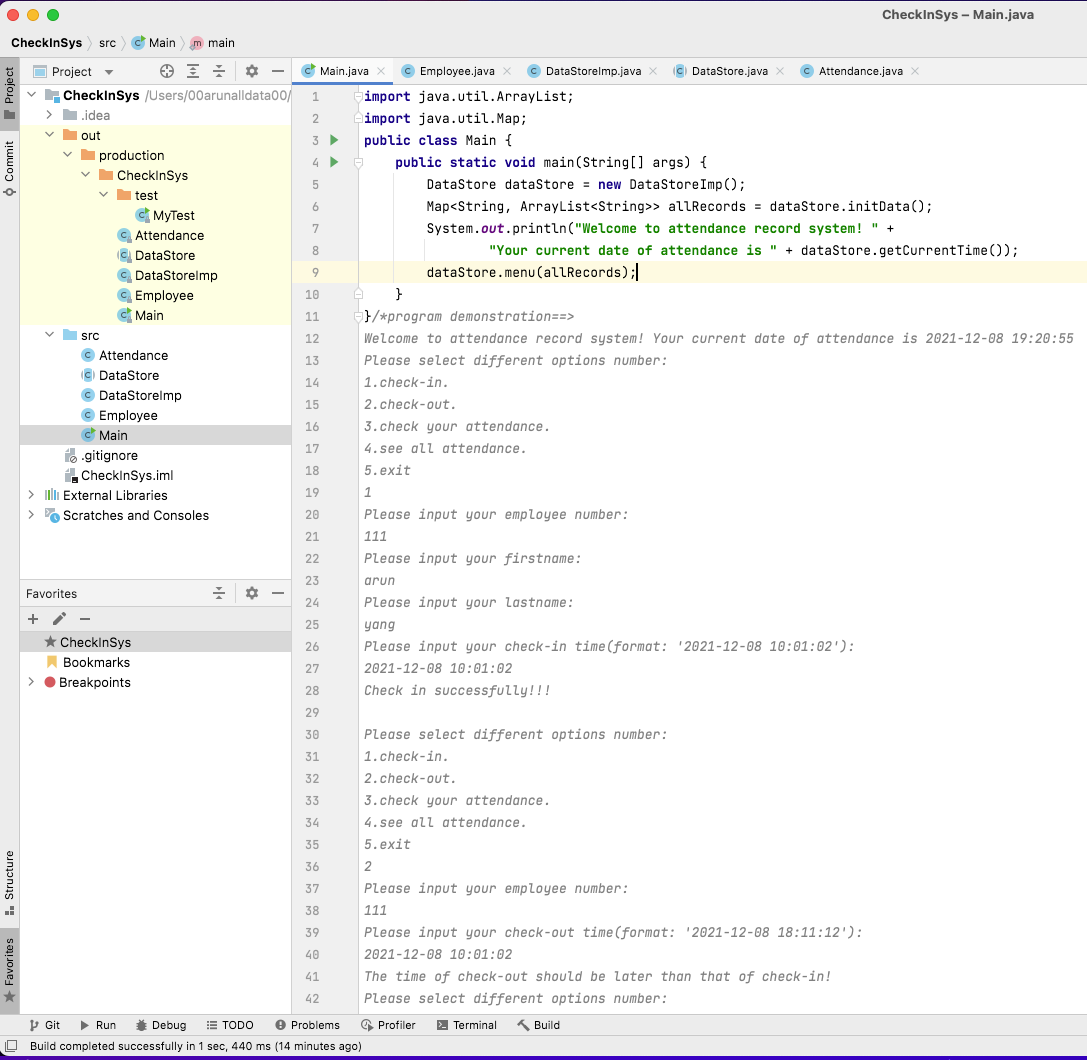 CheckInSys – Main.java
CheckInSys src Main main
Project
Main.java Employee.java DataStoreImp.java DataStore.java Attendance.java
Project
Commit
Structure
Favorites
CheckInSys /Users/00arunalldata00/
.idea
out
production
CheckInSys
test
MyTest
Attendance
DataStore
DataStoreImp
Employee
Main
src
Attendance
DataStore
DataStoreImp
Employee
Main
.gitignore
CheckInSys.iml
External Libraries
Scratches and Consoles
Favorites
CheckInSys
Bookmarks
Breakpoints
1 import java.util.ArrayList;
2 import java.util.Map;
3 public class Main {
4 public static void main(String[] args) {
5 DataStore dataStore = new DataStoreImp();
6 Map<String, ArrayList<String>> allRecords = dataStore.initData();
7 System.out.println("Welcome to attendance record system! " +
8 "Your current date of attendance is " + dataStore.getCurrentTime());
9 dataStore.menu(allRecords);
10 }
11 }/*program demonstration==>
12 Welcome to attendance record system! Your current date of attendance is 2021-12-08 19:20:55
13 Please select different options number:
14 1.check-in.
15 2.check-out.
16 3.check your attendance.
17 4.see all attendance.
18 5.exit
19 1
20 Please input your employee number:
21 111
22 Please input your firstname:
23 arun
24 Please input your lastname:
25 yang
26 Please input your check-in time(format: '2021-12-08 10:01:02'):
27 2021-12-08 10:01:02
28 Check in successfully!!!
29
30 Please select different options number:
31 1.check-in.
32 2.check-out.
33 3.check your attendance.
34 4.see all attendance.
35 5.exit
36 2
37 Please input your employee number:
38 111
39 Please input your check-out time(format: '2021-12-08 18:11:12'):
40 2021-12-08 10:01:02
41 The time of check-out should be later than that of check-in!
42 Please select different options number:
Git Run Debug TODO Problems Profiler Terminal Build
Build completed successfully in 1 sec, 440 ms (14 minutes ago)